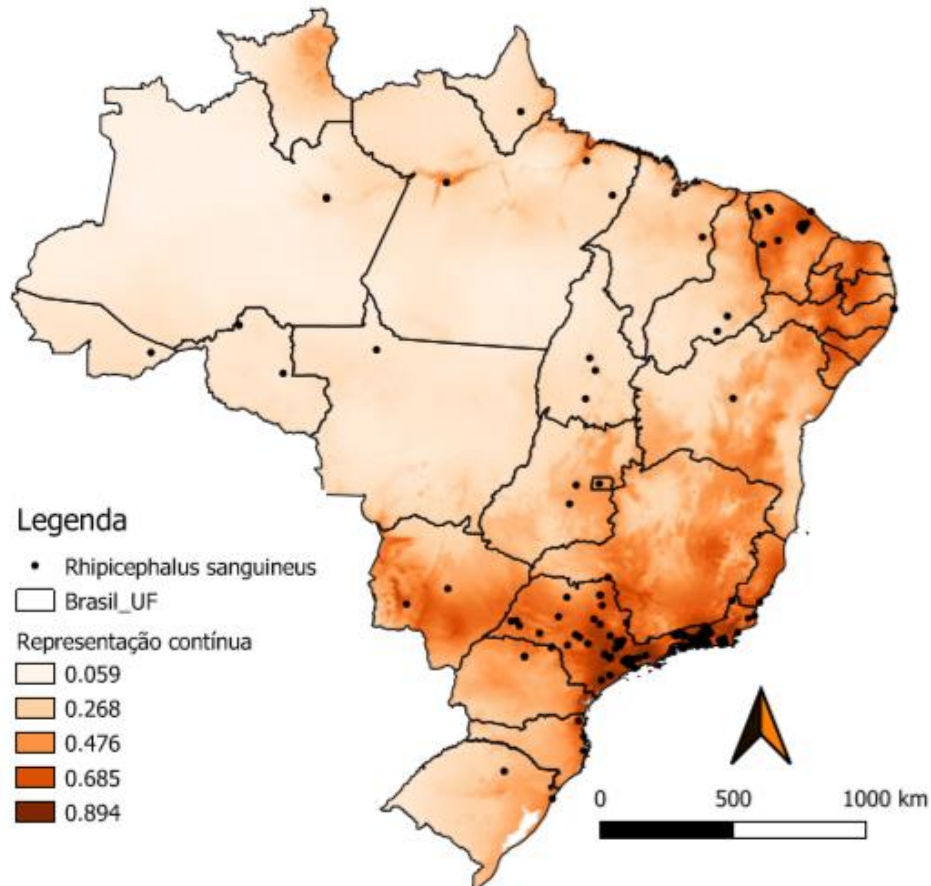 Legenda
Rhipicephalus sanguineus
Brasil_UF
Representação contínua
0.059
0.268
0.476
0.685
0.894
0 500 1000 km